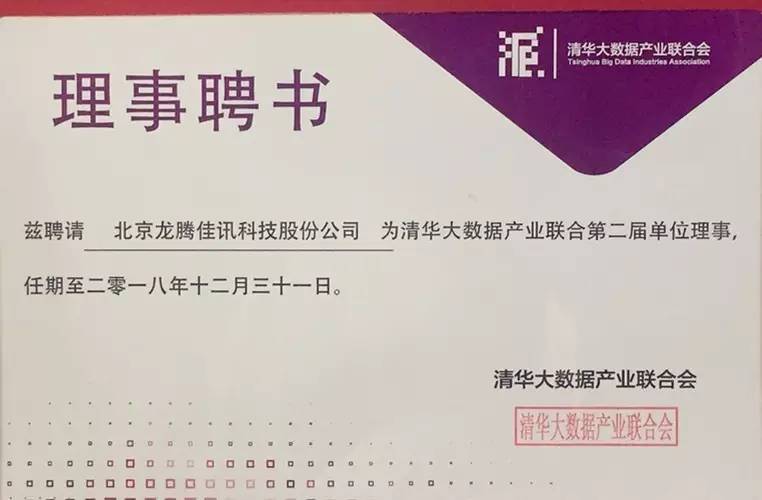 清华大数据产业联合会
Tsinghua Big Data Industries Association
理事聘书
兹聘请 北京龙腾佳讯科技股份公司 为清华大数据产业联合第二届单位理事,
任期至二零一八年十二月三十一日。
清华大数据产业联合会
清华大数据产业联合会